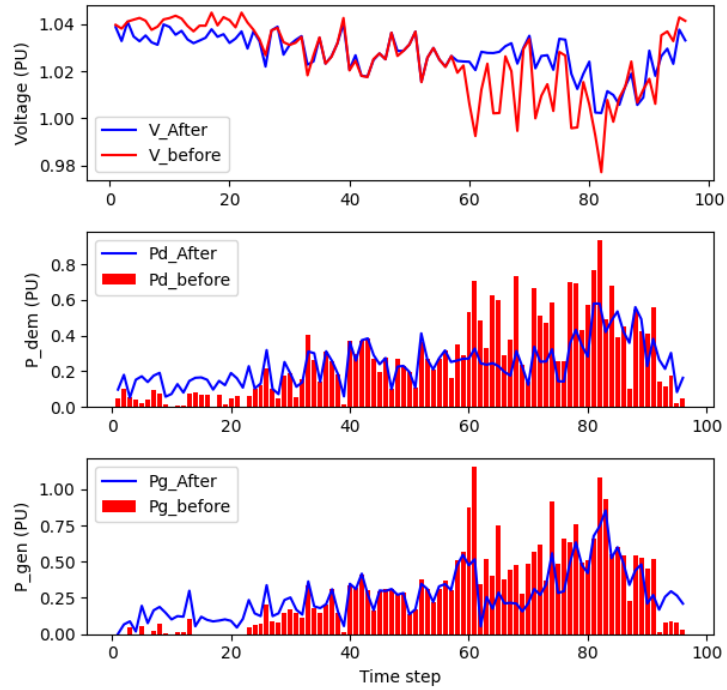 1.04
1.02
1.00
0.98
Voltage (PU)
V_After
V_before
0 20 40 60 80 100
0.8
0.6
0.4
0.2
0.0
P_dem (PU)
Pd_After
Pd_before
0 20 40 60 80 100
1.00
0.75
0.50
0.25
0.00
P_gen (PU)
Pg_After
Pg_before
0 20 40 60 80 100
Time step